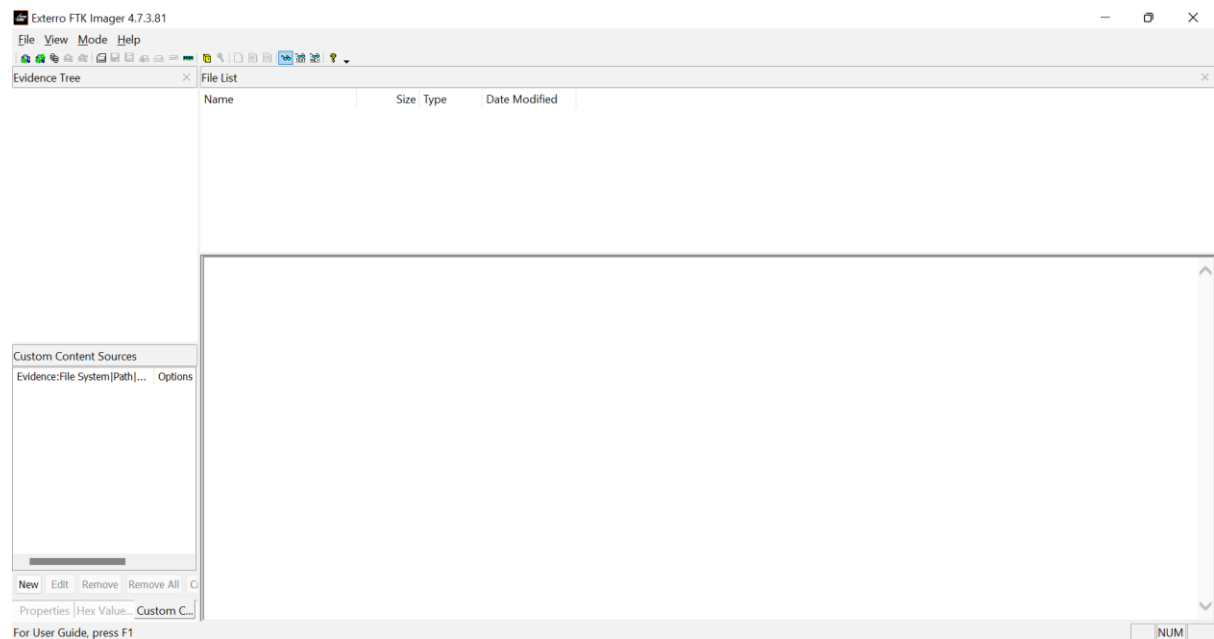 Exterro FTK Imager 4.7.3.81
File View Mode Help
Evidence Tree
File List
Name Size Type Date Modified
Custom Content Sources
Evidence:File System|Path|... Options
New Edit Remove Remove All
Properties Hex Value... Custom C...
For User Guide, press F1
NUM